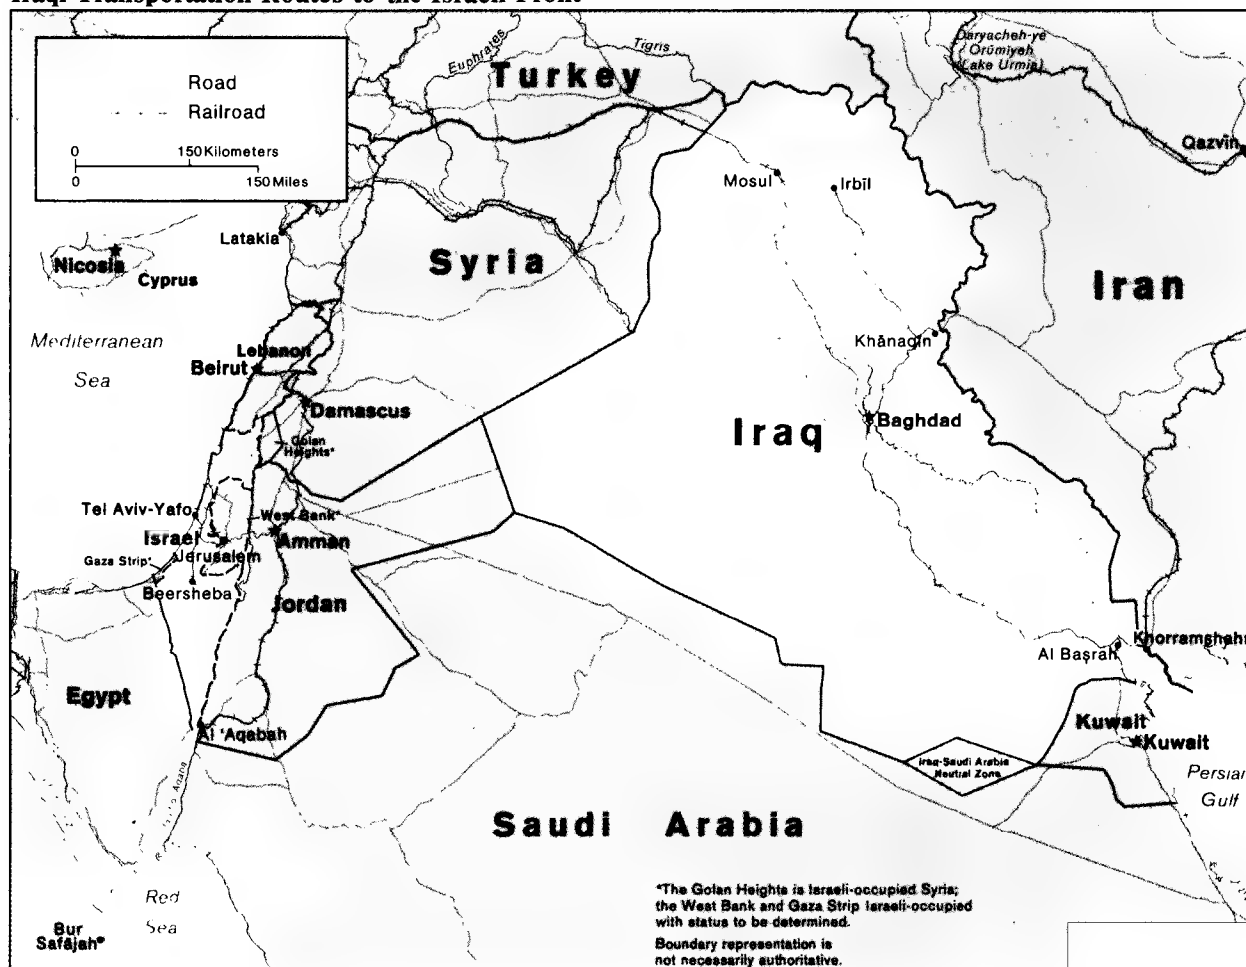 Iraq: Transportation Routes to the Israeli Front
Road
Railroad
0 150 Kilometers
0 150 Miles
Euphrates
Tigris
Turkey
Daryacheh-ye
Orūmīyeh
(Lake Urmia)
Qazvīn
Mosul
Irbīl
Latakia
Syria
Nicosia
Cyprus
Iran
Mediterranean
Sea
Lebanon
Beirut
Khānaqīn
Damascus
Iraq
Baghdad
Golan
Heights*
Tel Aviv-Yafo
West Bank*
Israel
Amman
Jerusalem
Gaza Strip*
Beersheba
Jordan
Khorramshahr
Al Baṣrah
Egypt
Al 'Aqabah
Kuwait
Kuwait
Iraq-Saudi Arabia
Neutral Zone
Persian
Gulf
Saudi Arabia
Red
Sea
Bur
Safājah
*The Golan Heights is Israeli-occupied Syria;
the West Bank and Gaza Strip Israeli-occupied
with status to be determined.
Boundary representation is
not necessarily authoritative.